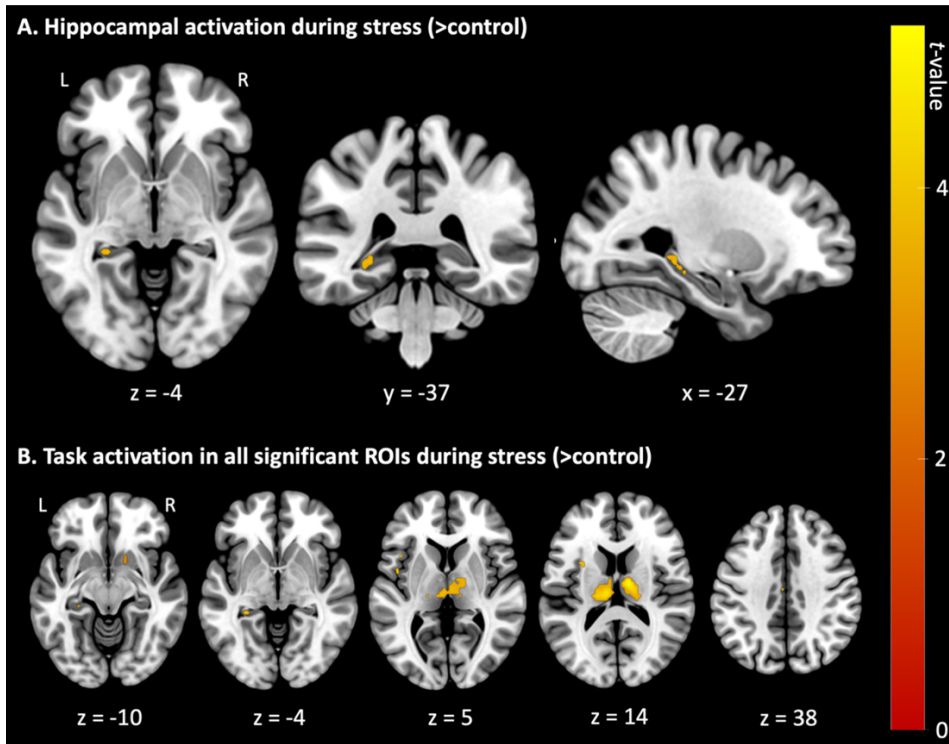 A. Hippocampal activation during stress (>control)
L R
z = -4 y = -37 x = -27
B. Task activation in all significant ROIs during stress (>control)
L R
z = -10 z = -4 z = 5 z = 14 z = 38
t-value
4
2
0